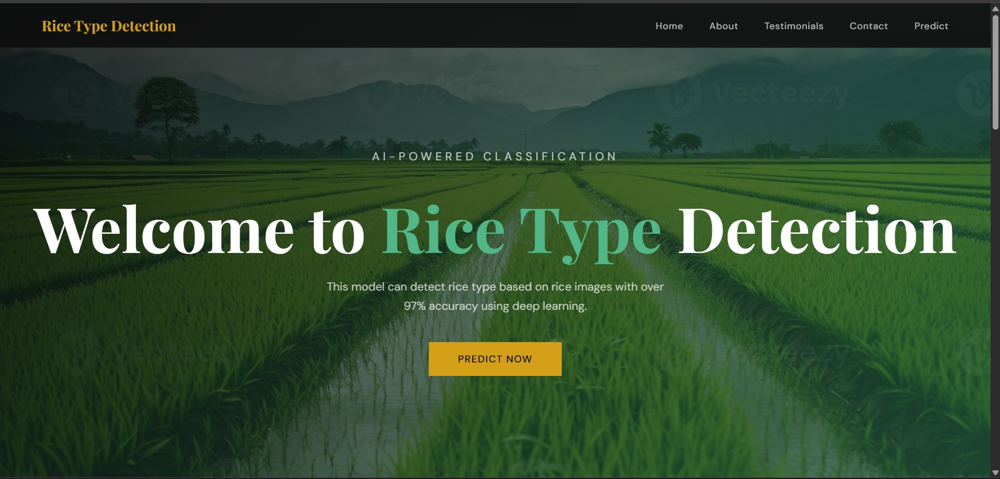 Rice Type Detection
Home About Testimonials Contact Predict
Vecteezy Vecteezy
AI-POWERED CLASSIFICATION
Welcome to Rice Type Detection
This model can detect rice type based on rice images with over
97% accuracy using deep learning.
PREDICT NOW